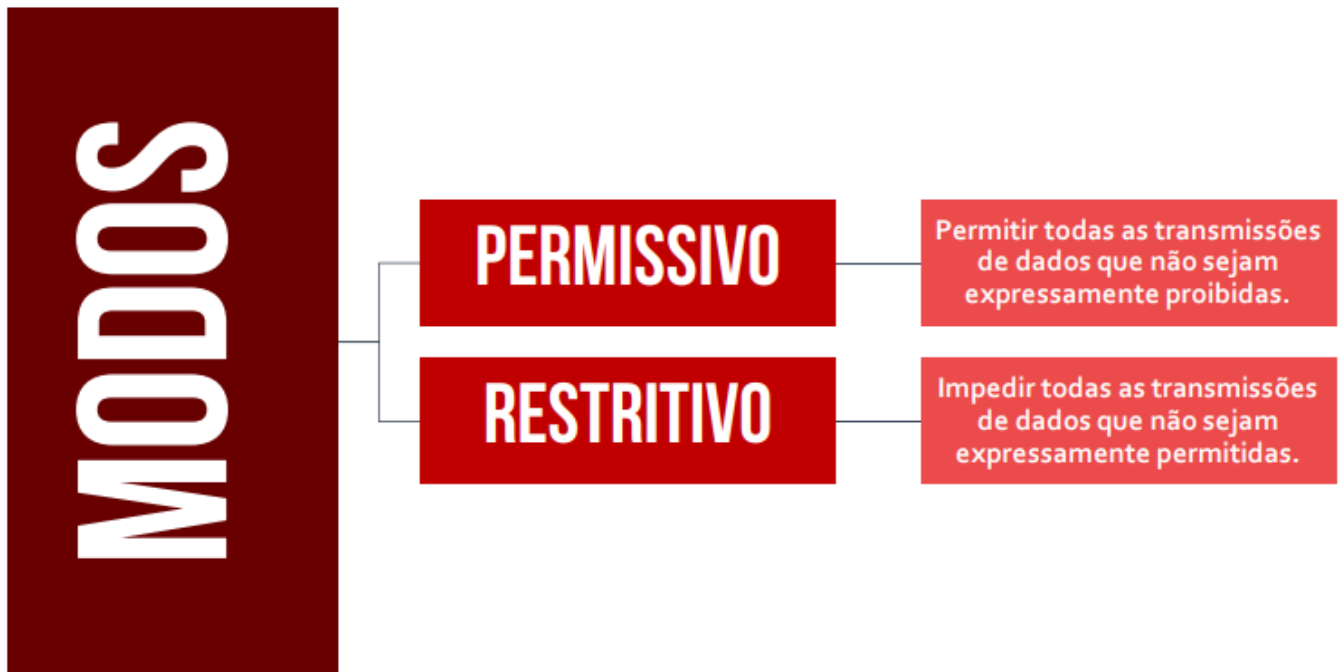 MODOS
PERMISSIVO
Permitir todas as transmissões
de dados que não sejam
expressamente proibidas.
RESTRITIVO
Impedir todas as transmissões
de dados que não sejam
expressamente permitidas.